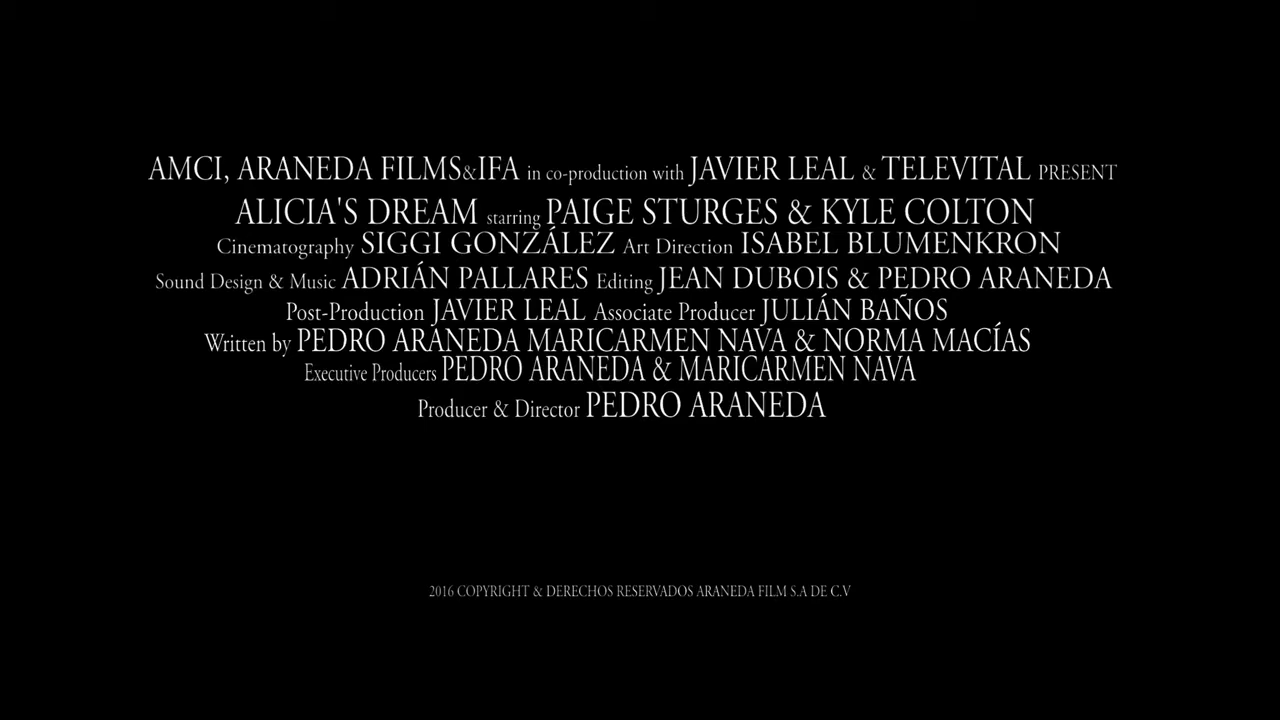 AMCI, ARANEDA FILMS&IFA in co-production with JAVIER LEAL & TELEVITAL PRESENT
ALICIA'S DREAM starring PAIGE STURGES & KYLE COLTON
Cinematography SIGGI GONZÁLEZ Art Direction ISABEL BLUMENKRON
Sound Design & Music ADRIÁN PALLARES Editing JEAN DUBOIS & PEDRO ARANEDA
Post-Production JAVIER LEAL Associate Producer JULIÁN BAÑOS
Written by PEDRO ARANEDA MARICARMEN NAVA & NORMA MACÍAS
Executive Producers PEDRO ARANEDA & MARICARMEN NAVA
Producer & Director PEDRO ARANEDA
2016 COPYRIGHT & DERECHOS RESERVADOS ARANEDA FILM S.A DE C.V